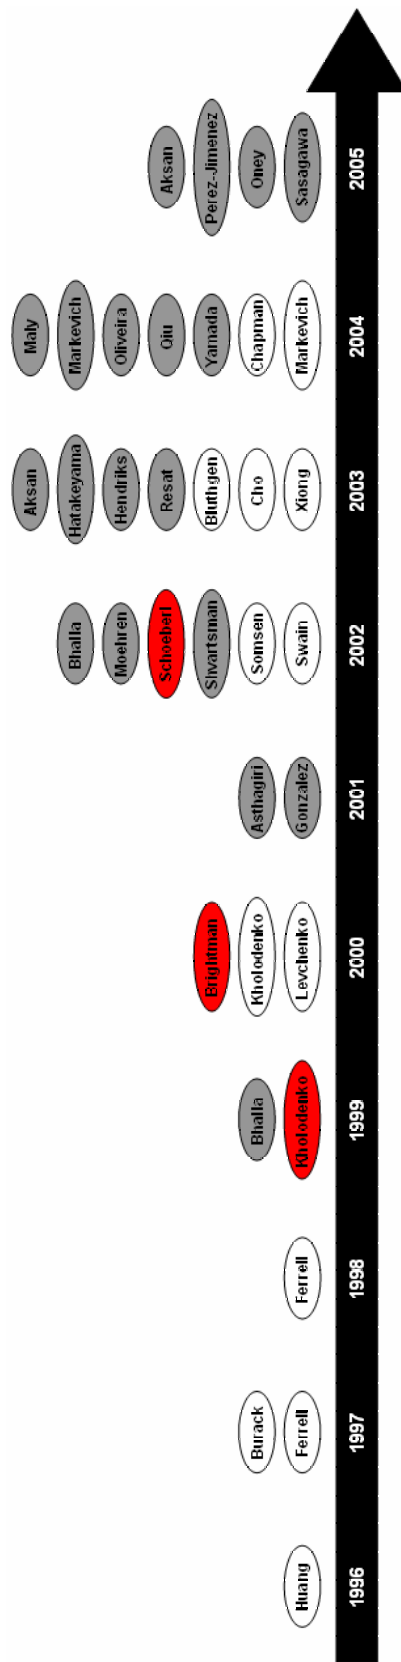 Huang
1996
Burack
Ferrell
1997
Ferrell
1998
Bhalla
Kholodenko
1999
Brightman
Kholodenko
Levchenko
2000
Asthagiri
Gonzalez
2001
Bhalla
Moehren
Schoeberl
Shvartsman
Somsen
Swain
2002
Aksan
Hatakeyama
Hendriks
Resat
Bluthgen
Cho
Xiong
2003
Maly
Markevich
Oliveira
Qiu
Yamada
Chapman
Markevich
2004
Aksan
Perez-Jimenez
Oney
Sasagawa
2005